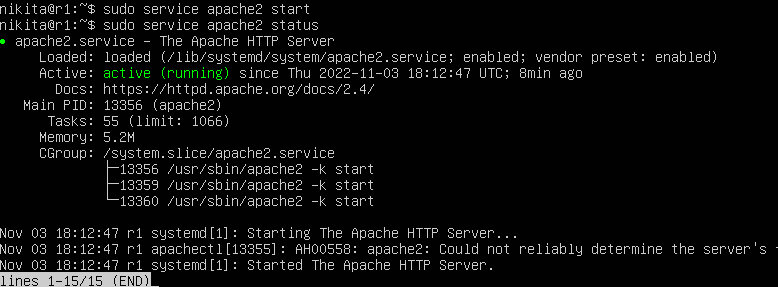 nikita@r1:~$ sudo service apache2 start
nikita@r1:~$ sudo service apache2 status
● apache2.service – The Apache HTTP Server
Loaded: loaded (/lib/systemd/system/apache2.service; enabled; vendor preset: enabled)
Active: active (running) since Thu 2022-11-03 18:12:47 UTC; 8min ago
Docs: https://httpd.apache.org/docs/2.4/
Main PID: 13356 (apache2)
Tasks: 55 (limit: 1066)
Memory: 5.2M
CGroup: /system.slice/apache2.service
├─13356 /usr/sbin/apache2 -k start
├─13359 /usr/sbin/apache2 -k start
└─13360 /usr/sbin/apache2 -k start
Nov 03 18:12:47 r1 systemd[1]: Starting The Apache HTTP Server...
Nov 03 18:12:47 r1 apachectl[13355]: AH00558: apache2: Could not reliably determine the server's
Nov 03 18:12:47 r1 systemd[1]: Started The Apache HTTP Server.
lines 1-15/15 (END)